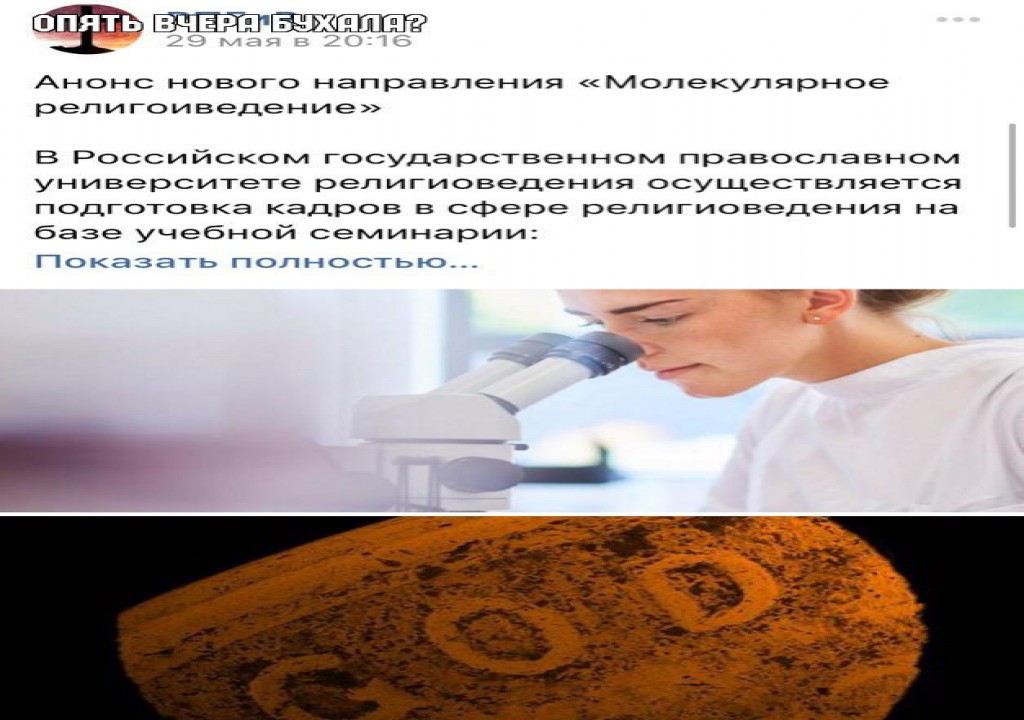 ОПЯТЬ ВЧЕРА БУХАЛА?
29 мая в 20:16
Анонс нового направления «Молекулярное
религоиведение»
В Российском государственном православном
университете религиоведения осуществляется
подготовка кадров в сфере религиоведения на
базе учебной семинарии:
Показать полностью...
GOD